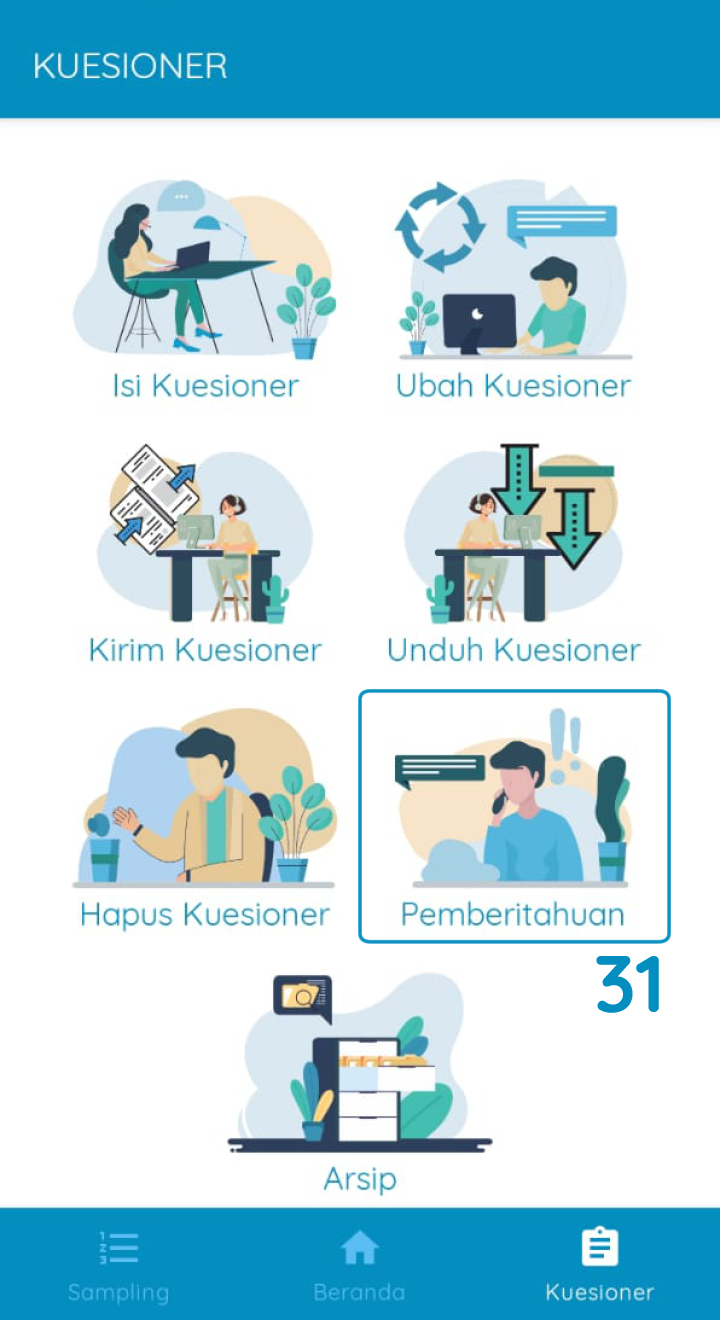 KUESIONER
Isi Kuesioner
Ubah Kuesioner
Kirim Kuesioner
Unduh Kuesioner
Hapus Kuesioner
Pemberitahuan
31
Arsip
Sampling
Beranda
Kuesioner